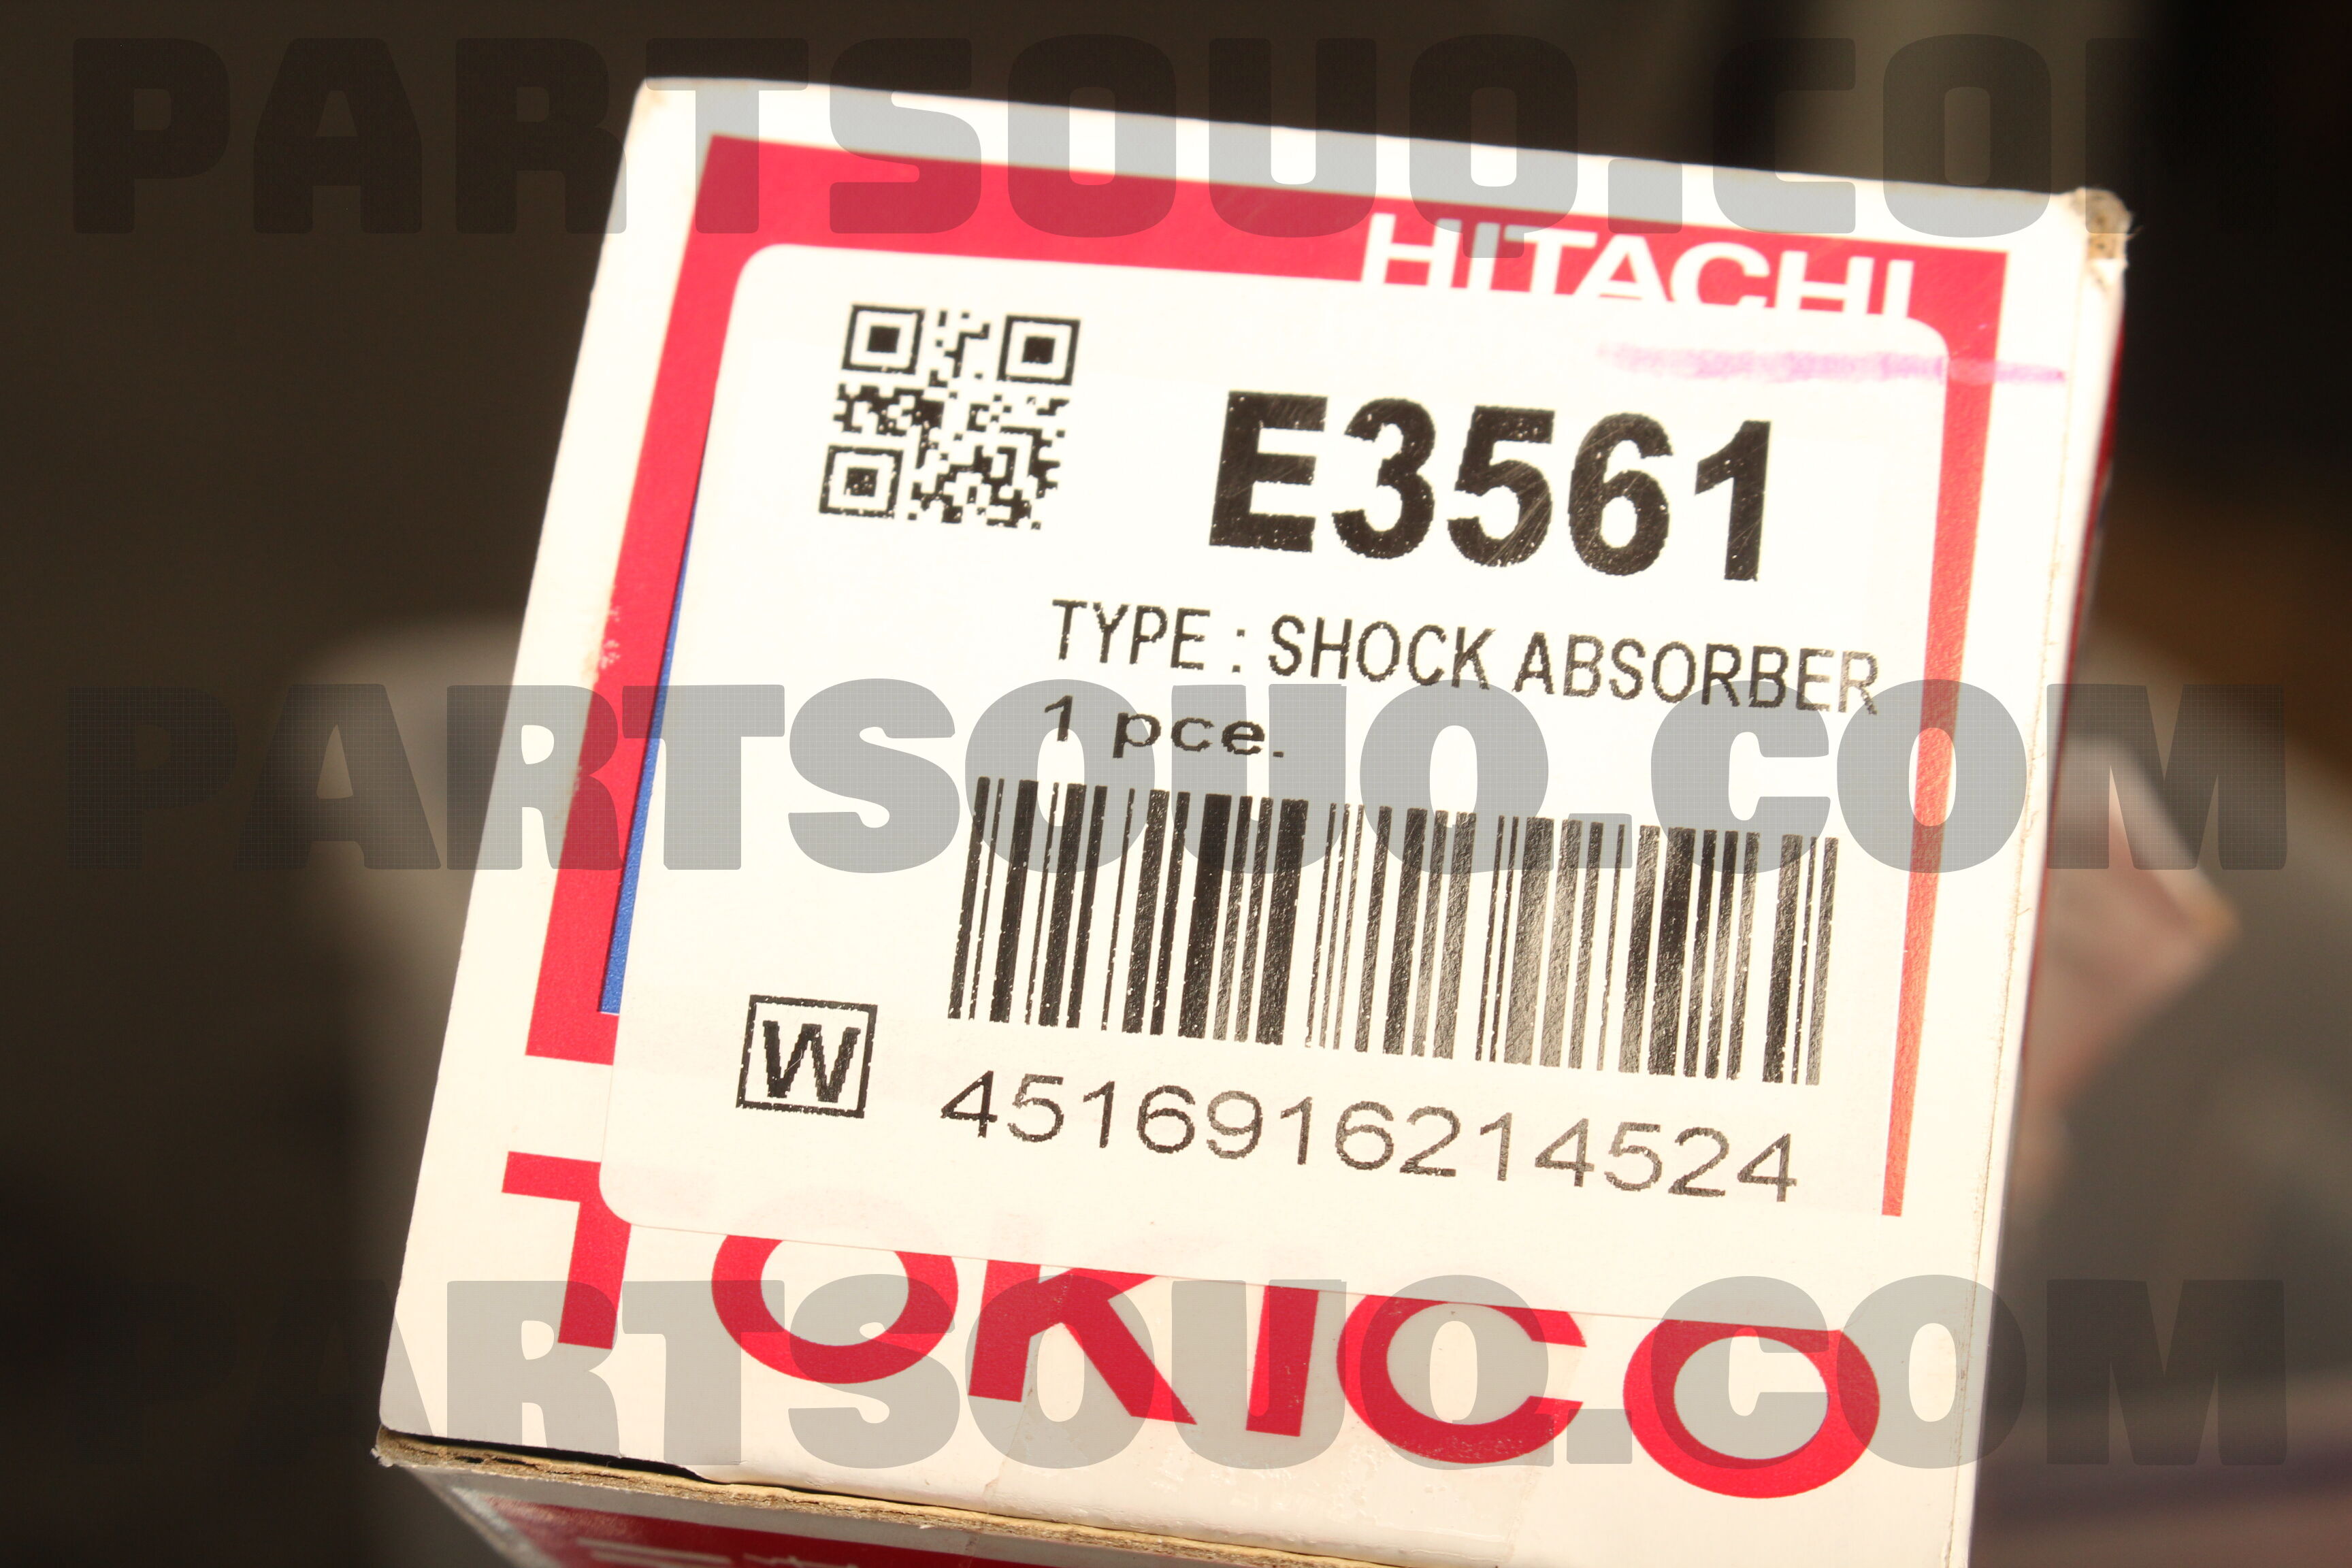 PARTSOUQ.COM
HITACHI
E3561
TYPE : SHOCK ABSORBER
1 pce.
PARTSOUQ.COM
W
4516916214524
TOKICO
PARTSOUQ.COM